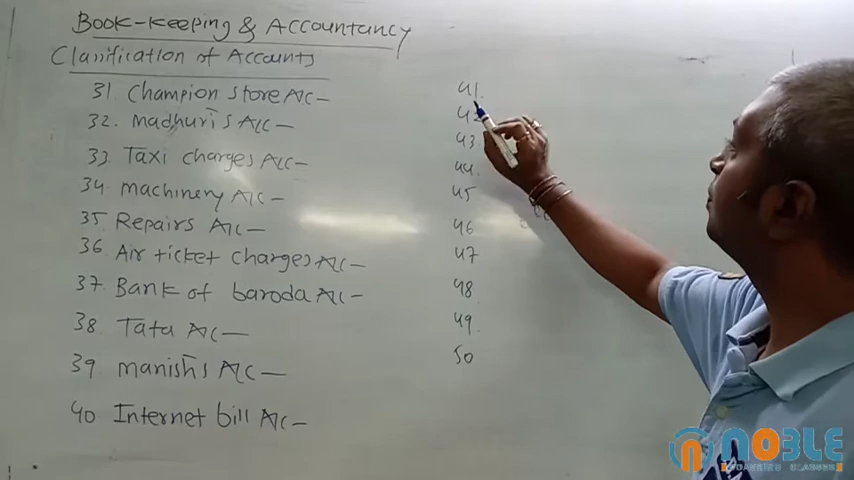 Book-keeping & Accountancy
Classification of Accounts
31. Champion store A/c –
32. Madhuri's A/c –
33. Taxi charges A/c –
34. Machinery A/c –
35. Repairs A/c –
36 Air ticket charges A/c –
37. Bank of baroda A/c –
38 Tata A/c –
39 Manish's A/c –
40 Internet bill A/c –
41.
42
43
44.
45
46
47
48
49.
50
NOBLE
CLASSES